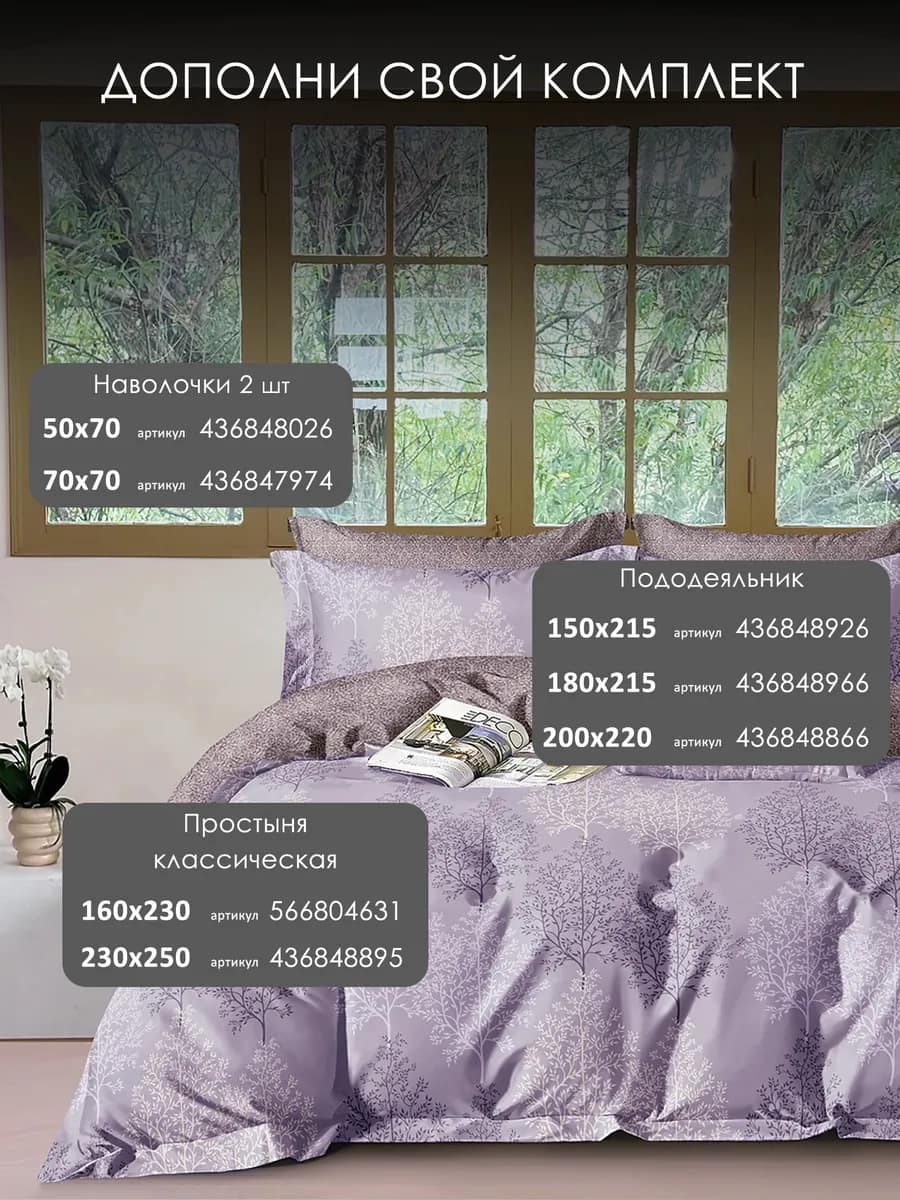 ДОПОЛНИ СВОЙ КОМПЛЕКТ
Наволочки 2 шт
50х70 артикул 436848026
70х70 артикул 436847974
Пододеяльник
150х215 артикул 436848926
180х215 артикул 436848966
200х220 артикул 436848866
DECO
Простыня
классическая
160х230 артикул 566804631
230х250 артикул 436848895